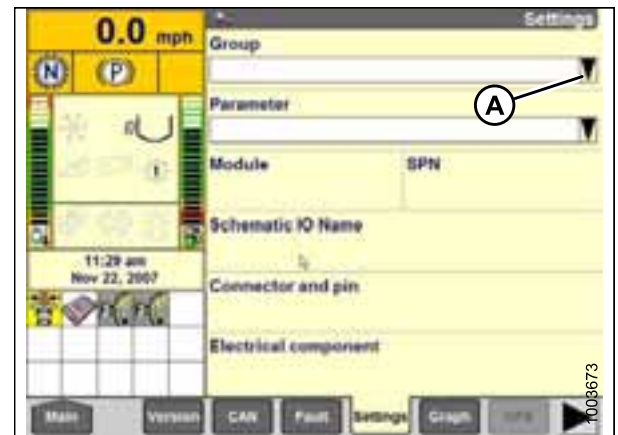 0.0 mph
Settings
Group
N
P
A
Parameter
Module
SPN
Schematic IO Name
11:29 am
Nov 22, 2007
Connector and pin
Electrical component
Main
Version
CAN
Fault
Settings
Graph
1003673